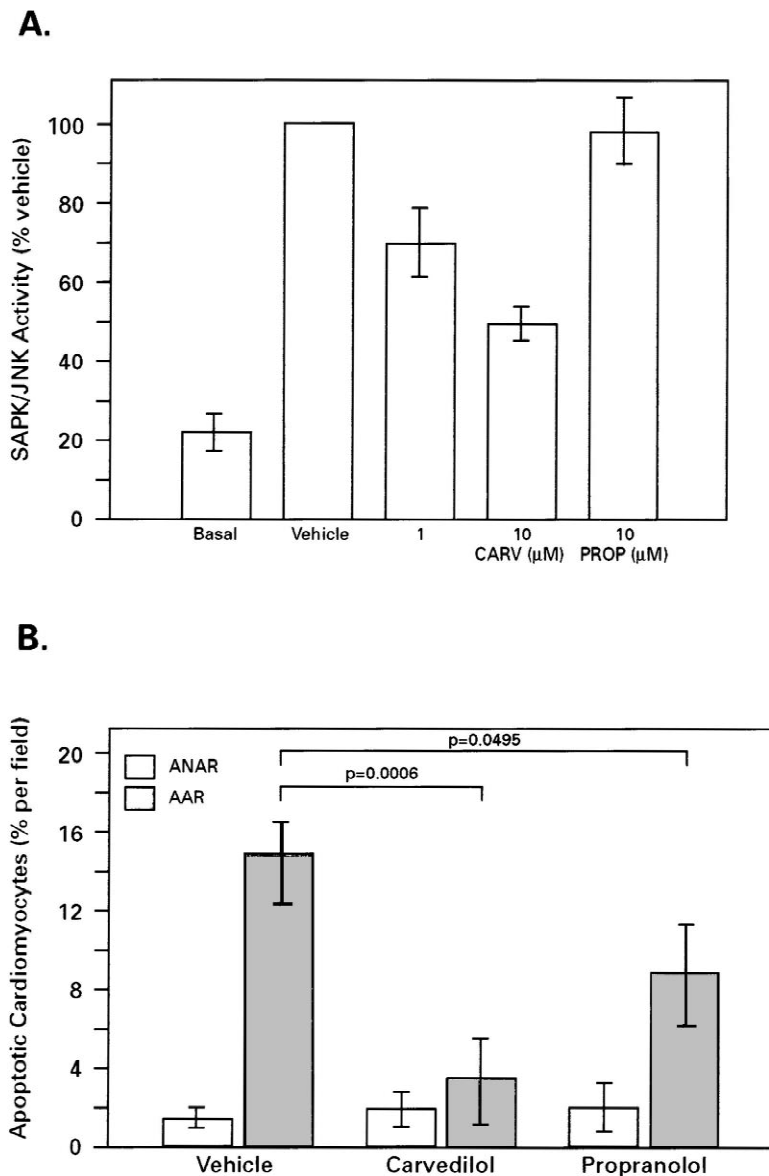 A.
SAPK/JNK Activity (% vehicle)
100
80
60
40
20
0
Basal Vehicle 1 10 10
CARV (μM) PROP (μM)
B.
Apoptotic Cardiomyocytes (% per field)
20
16
12
8
4
0
ANAR
AAR
p=0.0495
p=0.0006
Vehicle Carvedilol Propranolol